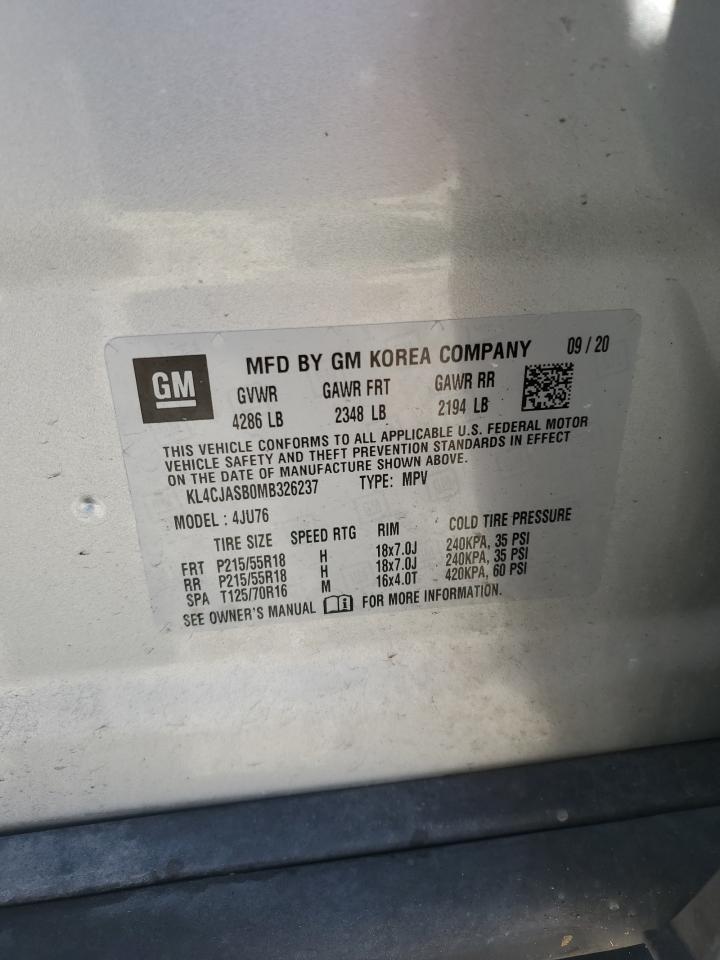 GM
MFD BY GM KOREA COMPANY 09 / 20
GVWR GAWR FRT GAWR RR
4286 LB 2348 LB 2194 LB
THIS VEHICLE CONFORMS TO ALL APPLICABLE U.S. FEDERAL MOTOR
VEHICLE SAFETY AND THEFT PREVENTION STANDARDS IN EFFECT
ON THE DATE OF MANUFACTURE SHOWN ABOVE.
KL4CJASB0MB326237 TYPE: MPV
MODEL : 4JU76
TIRE SIZE SPEED RTG RIM COLD TIRE PRESSURE
FRT P215/55R18 H 18x7.0J 240KPA, 35 PSI
RR P215/55R18 H 18x7.0J 240KPA, 35 PSI
SPA T125/70R16 M 16x4.0T 420KPA, 60 PSI
SEE OWNER'S MANUAL FOR MORE INFORMATION.